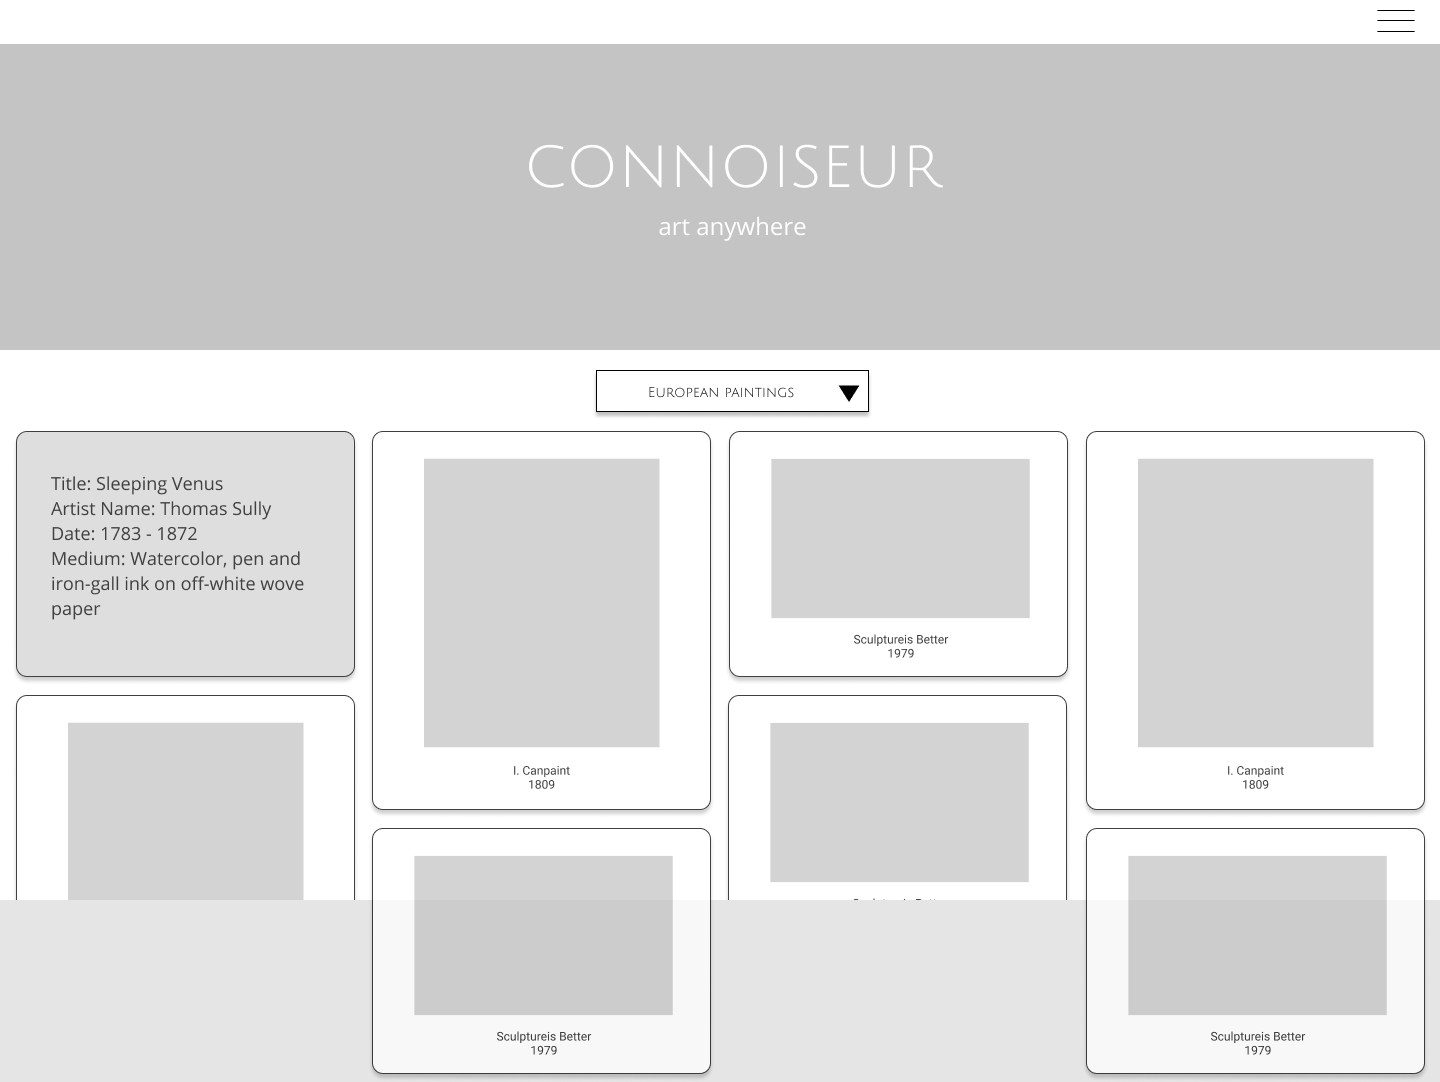 CONNOISEUR
art anywhere
European paintings
Title: Sleeping Venus
Artist Name: Thomas Sully
Date: 1783 - 1872
Medium: Watercolor, pen and
iron-gall ink on off-white wove
paper
I. Canpaint
1809
Sculptureis Better
1979
I. Canpaint
1809
Sculptureis Better
1979
Sculptureis Better
1979